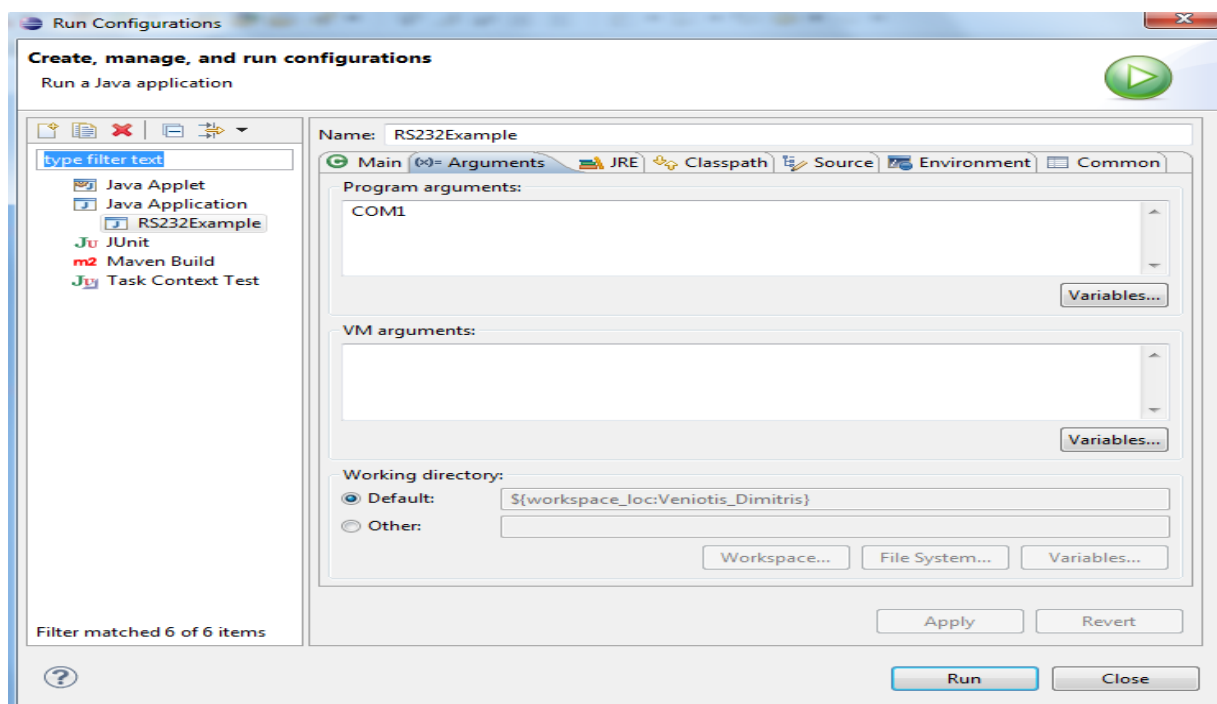 Run Configurations
Create, manage, and run configurations
Run a Java application
type filter text
Java Applet
Java Application
RS232Example
JUnit
m2 Maven Build
Task Context Test
Filter matched 6 of 6 items
Name: RS232Example
Main (x)= Arguments JRE Classpath Source Environment Common
Program arguments:
COM1
Variables...
VM arguments:
Variables...
Working directory:
Default: ${workspace_loc:Veniotis_Dimitris}
Other:
Workspace... File System... Variables...
Apply Revert
Run Close